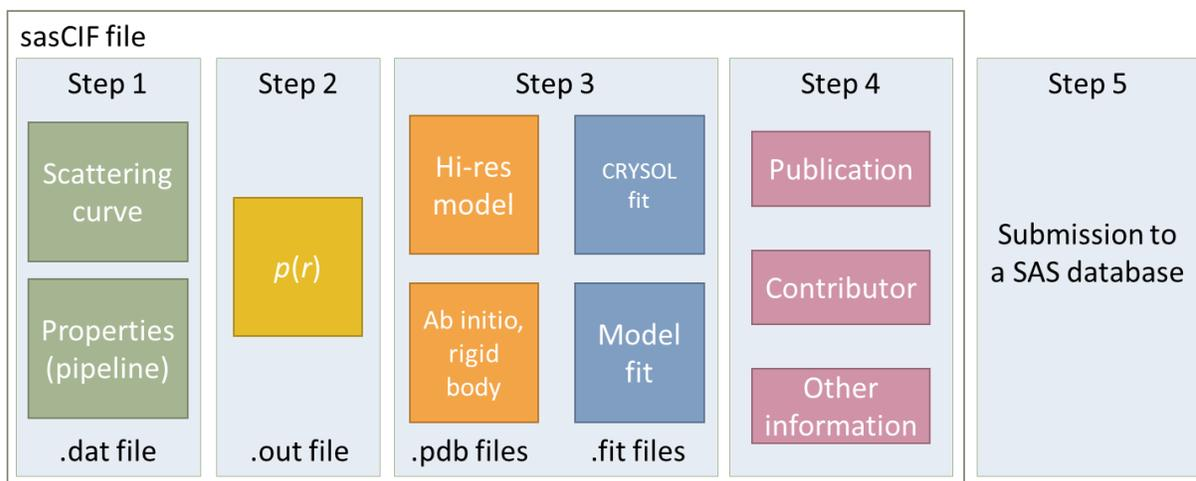 sasCIF file
Step 1
Scattering
curve
Properties
(pipeline)
.dat file
Step 2
p(r)
.out file
Step 3
Hi-res
model
CRYSOL
fit
Ab initio,
rigid
body
Model
fit
.pdb files
.fit files
Step 4
Publication
Contributor
Other
information
Step 5
Submission to
a SAS database